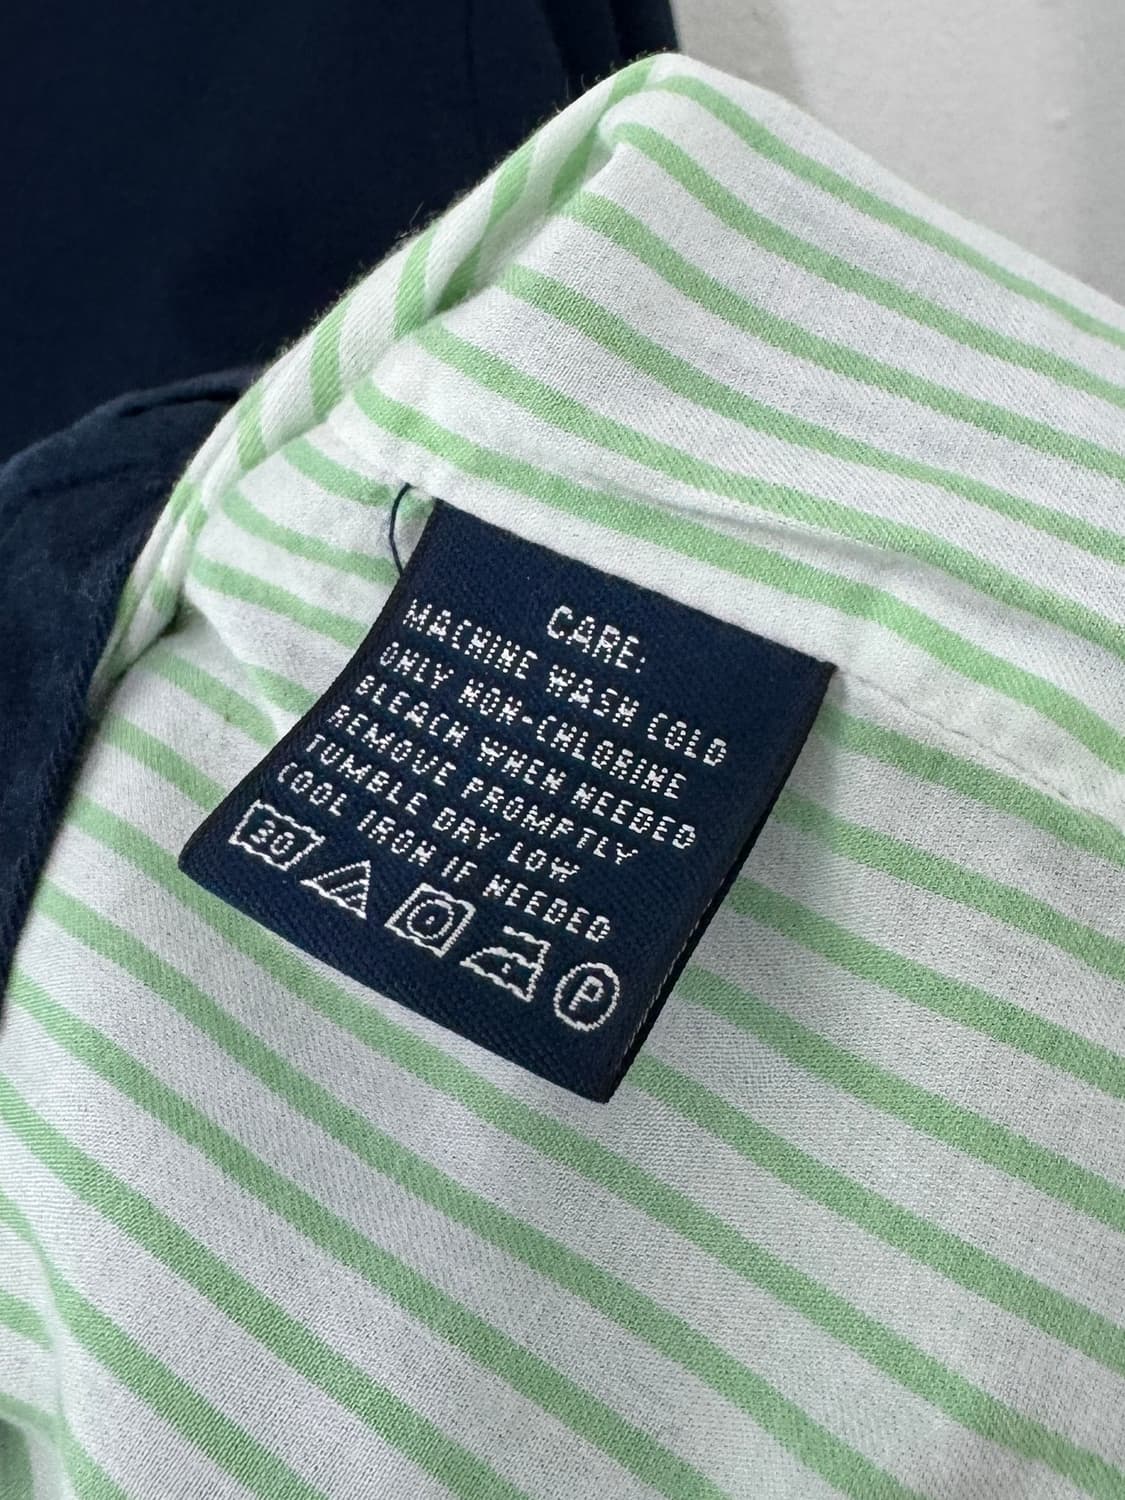 CARE:
MACHINE WASH COLD
ONLY NON-CHLORINE
BLEACH WHEN NEEDED
REMOVE PROMPTLY
TUMBLE DRY LOW
COOL IRON IF NEEDED
30 P